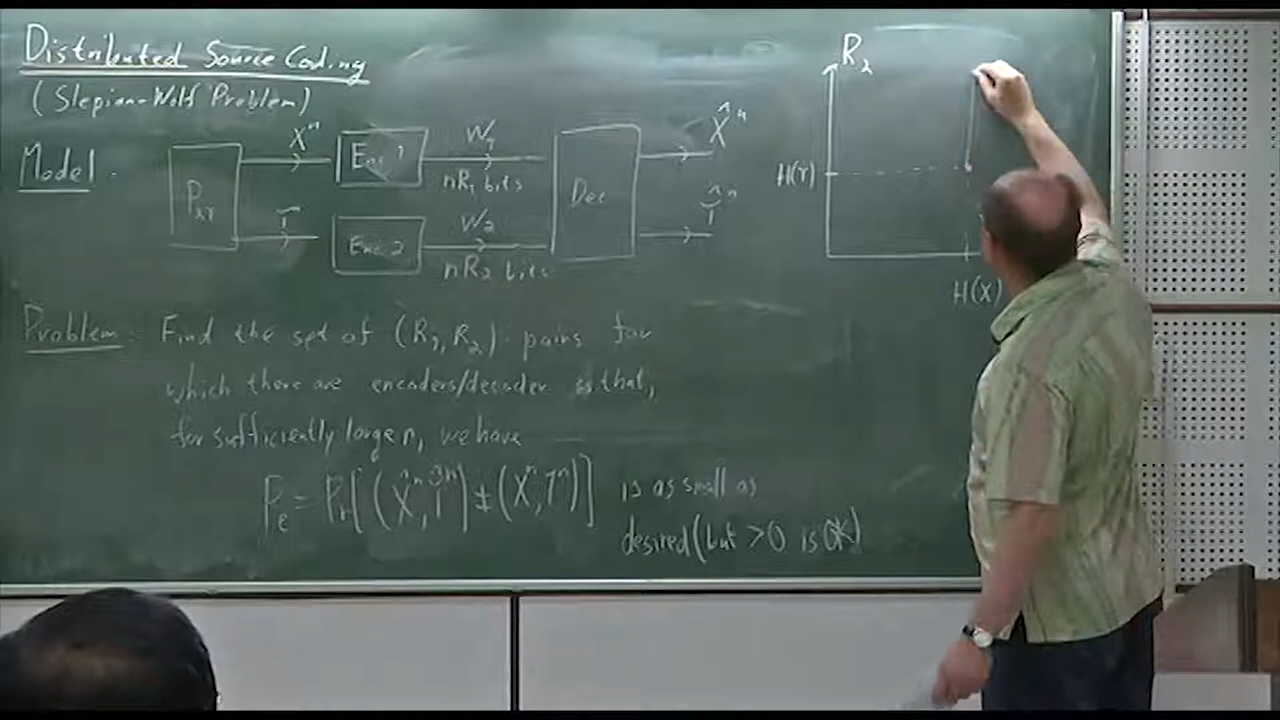 Distributed Source Coding
(Slepian-Wolf Problem)
Model.
P_XY
X^n
Enc. 1
W_1
nR_1 bits
Y^n
Enc. 2
W_2
nR_2 bits
Dec
X̂^n
Ŷ^n
R_2
H(Y)
H(X)
Problem: Find the set of (R_1, R_2) pairs for
which there are encoders/decoder so that,
for sufficiently large n, we have
P_e = Pr[(X̂^n, Ŷ^n) ≠ (X^n, Y^n)] is as small as
desired (but >0 is OK)